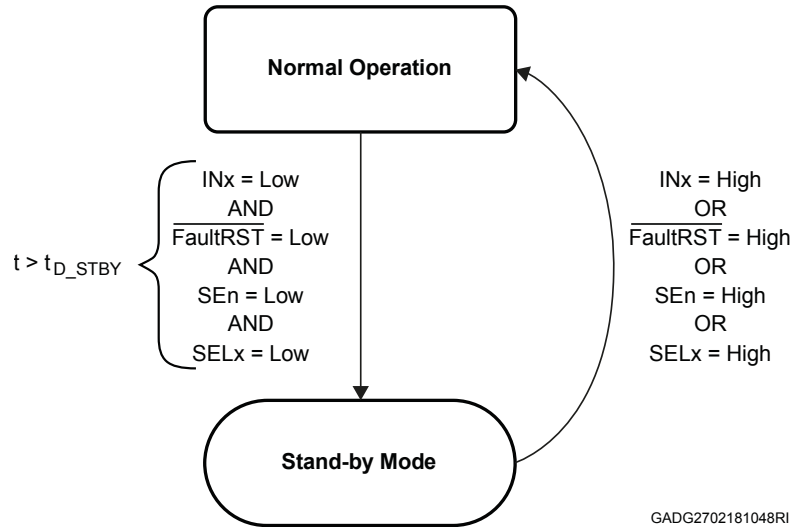 Normal Operation
INx = Low
AND
FaultRST = Low
AND
SEn = Low
AND
SELx = Low
t > tD_STBY
INx = High
OR
FaultRST = High
OR
SEn = High
OR
SELx = High
Stand-by Mode
GADG2702181048RI